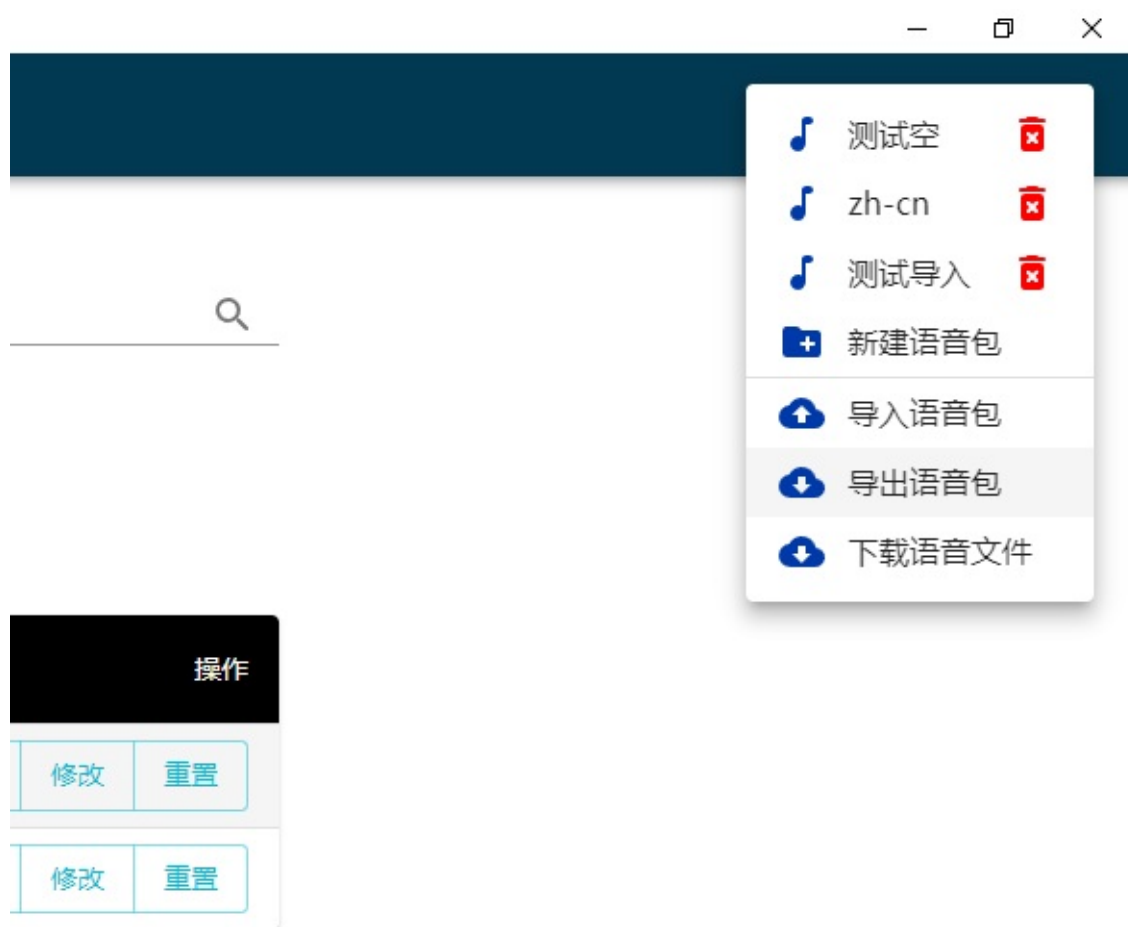 测试空
zh-cn
测试导入
新建语音包
导入语音包
导出语音包
下载语音文件
操作
修改 重置
修改 重置